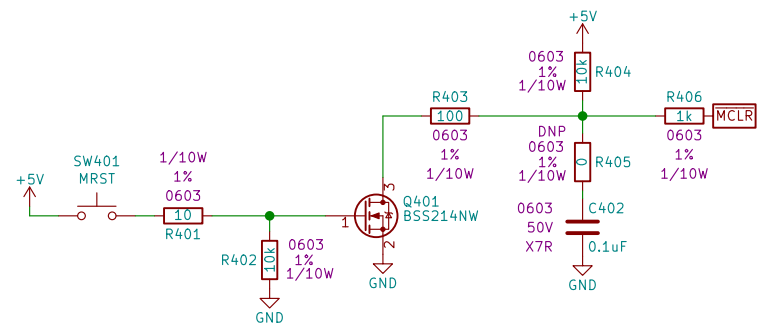 +5V
0603
1%
1/10W
10k
R404
R403
100
0603
1%
1/10W
R406
1k
MCLR
0603
1%
1/10W
DNP
0603
1%
1/10W
0
R405
SW401
MRST
+5V
1/10W
1%
0603
10
R401
3
Q401
BSS214NW
1
2
GND
R402
10k
0603
1%
1/10W
GND
0603
50V
X7R
C402
0.1uF
GND